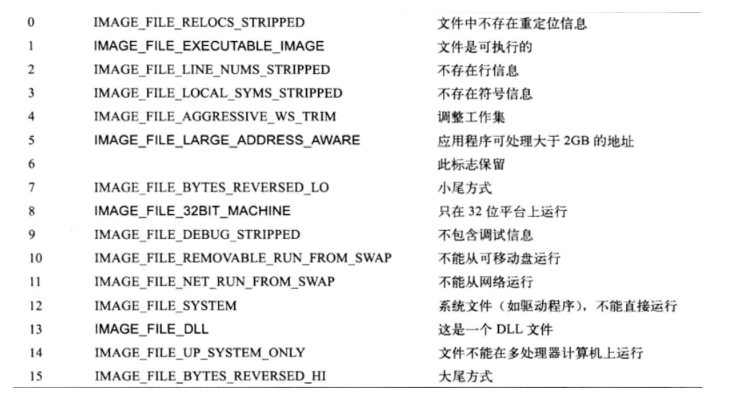 0 IMAGE_FILE_RELOCS_STRIPPED 文件中不存在重定位信息
1 IMAGE_FILE_EXECUTABLE_IMAGE 文件是可执行的
2 IMAGE_FILE_LINE_NUMS_STRIPPED 不存在行信息
3 IMAGE_FILE_LOCAL_SYMS_STRIPPED 不存在符号信息
4 IMAGE_FILE_AGGRESSIVE_WS_TRIM 调整工作集
5 IMAGE_FILE_LARGE_ADDRESS_AWARE 应用程序可处理大于 2GB 的地址
6 此标志保留
7 IMAGE_FILE_BYTES_REVERSED_LO 小尾方式
8 IMAGE_FILE_32BIT_MACHINE 只在 32 位平台上运行
9 IMAGE_FILE_DEBUG_STRIPPED 不包含调试信息
10 IMAGE_FILE_REMOVABLE_RUN_FROM_SWAP 不能从可移动盘运行
11 IMAGE_FILE_NET_RUN_FROM_SWAP 不能从网络运行
12 IMAGE_FILE_SYSTEM 系统文件（如驱动程序），不能直接运行
13 IMAGE_FILE_DLL 这是一个 DLL 文件
14 IMAGE_FILE_UP_SYSTEM_ONLY 文件不能在多处理器计算机上运行
15 IMAGE_FILE_BYTES_REVERSED_HI 大尾方式